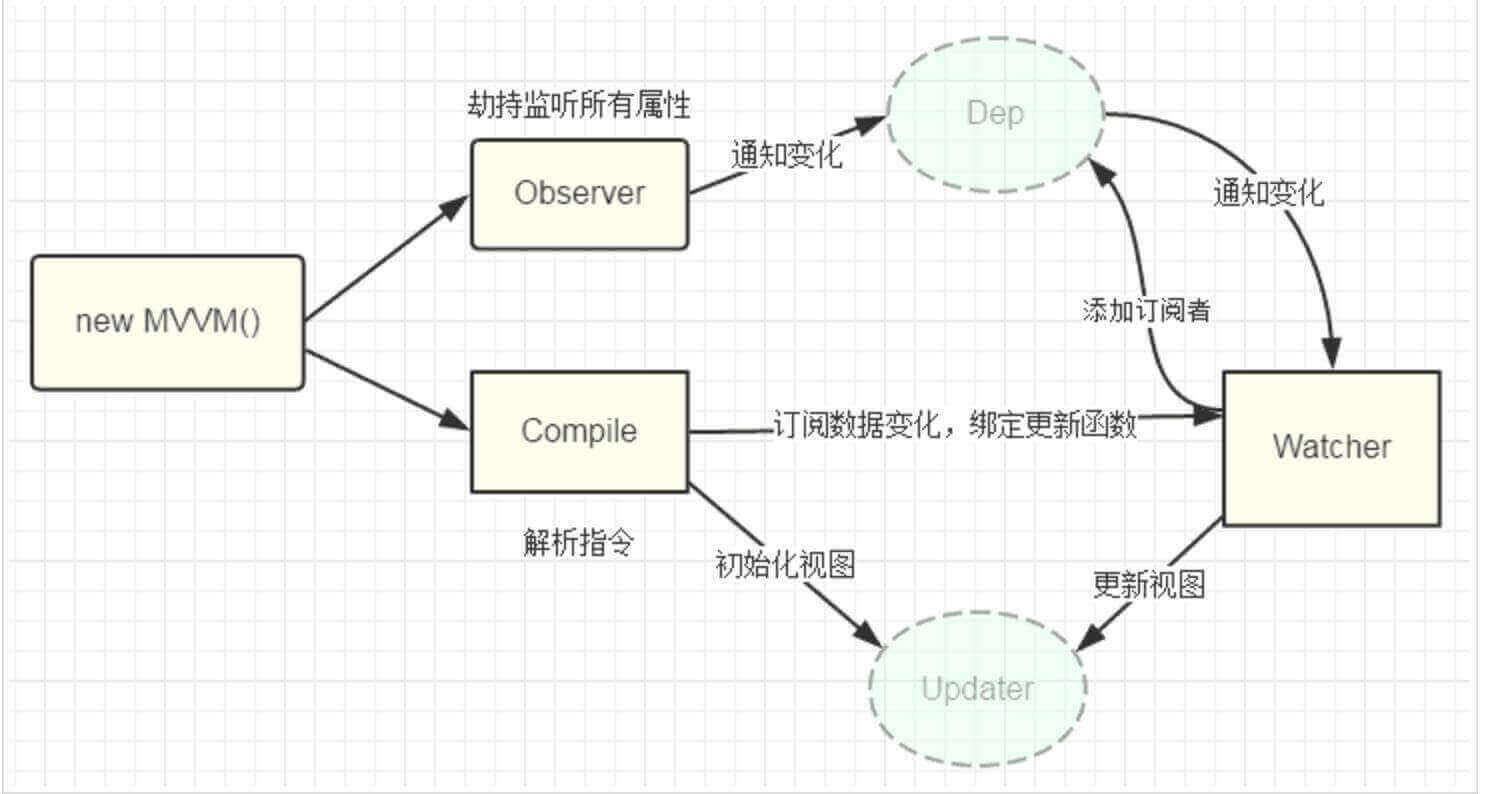 劫持监听所有属性
Dep
通知变化
Observer
通知变化
new MVVM()
添加订阅者
Compile
订阅数据变化，绑定更新函数
Watcher
解析指令
初始化视图
更新视图
Updater